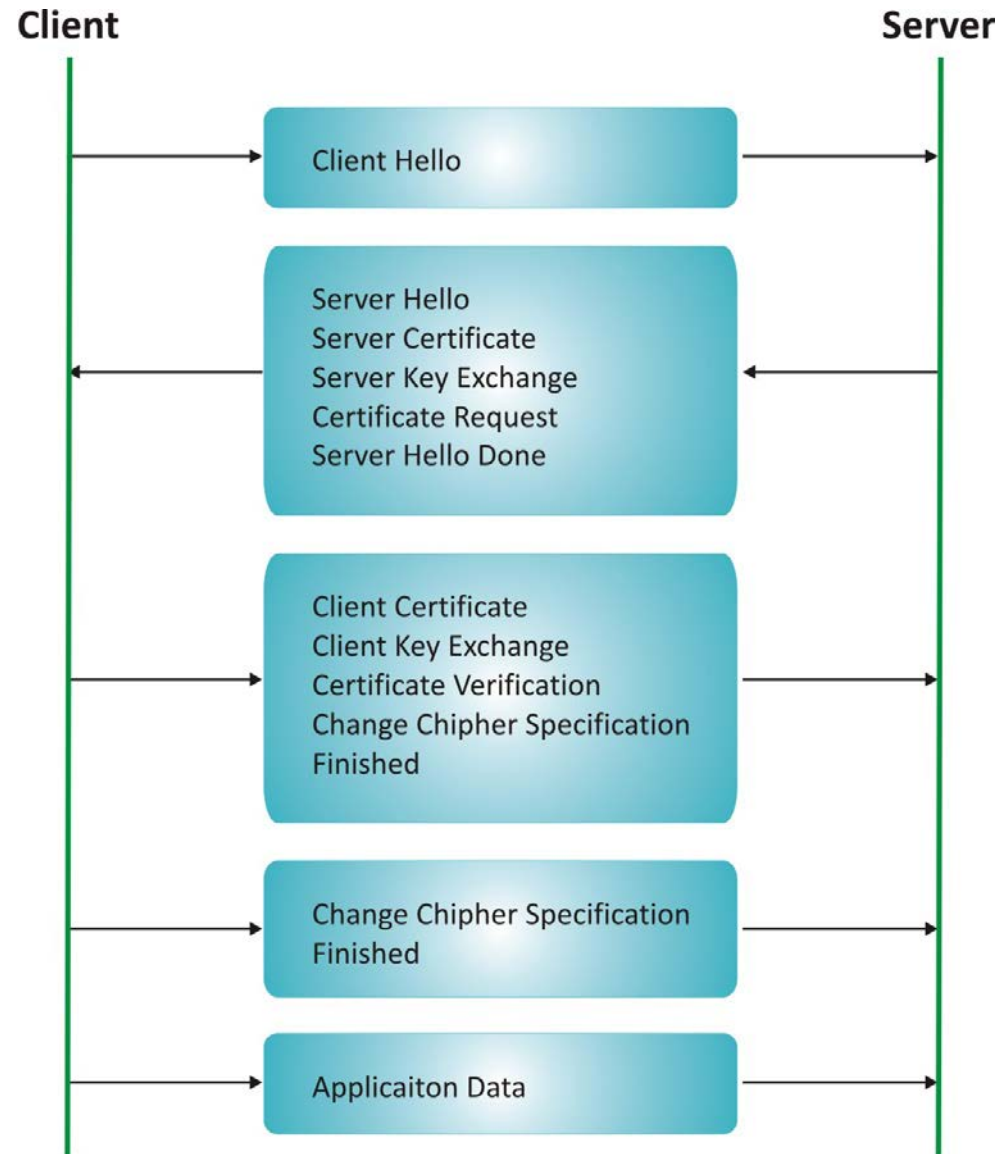 Client
Server
Client Hello
Server Hello
Server Certificate
Server Key Exchange
Certificate Request
Server Hello Done
Client Certificate
Client Key Exchange
Certificate Verification
Change Chipher Specification
Finished
Change Chipher Specification
Finished
Applicaiton Data